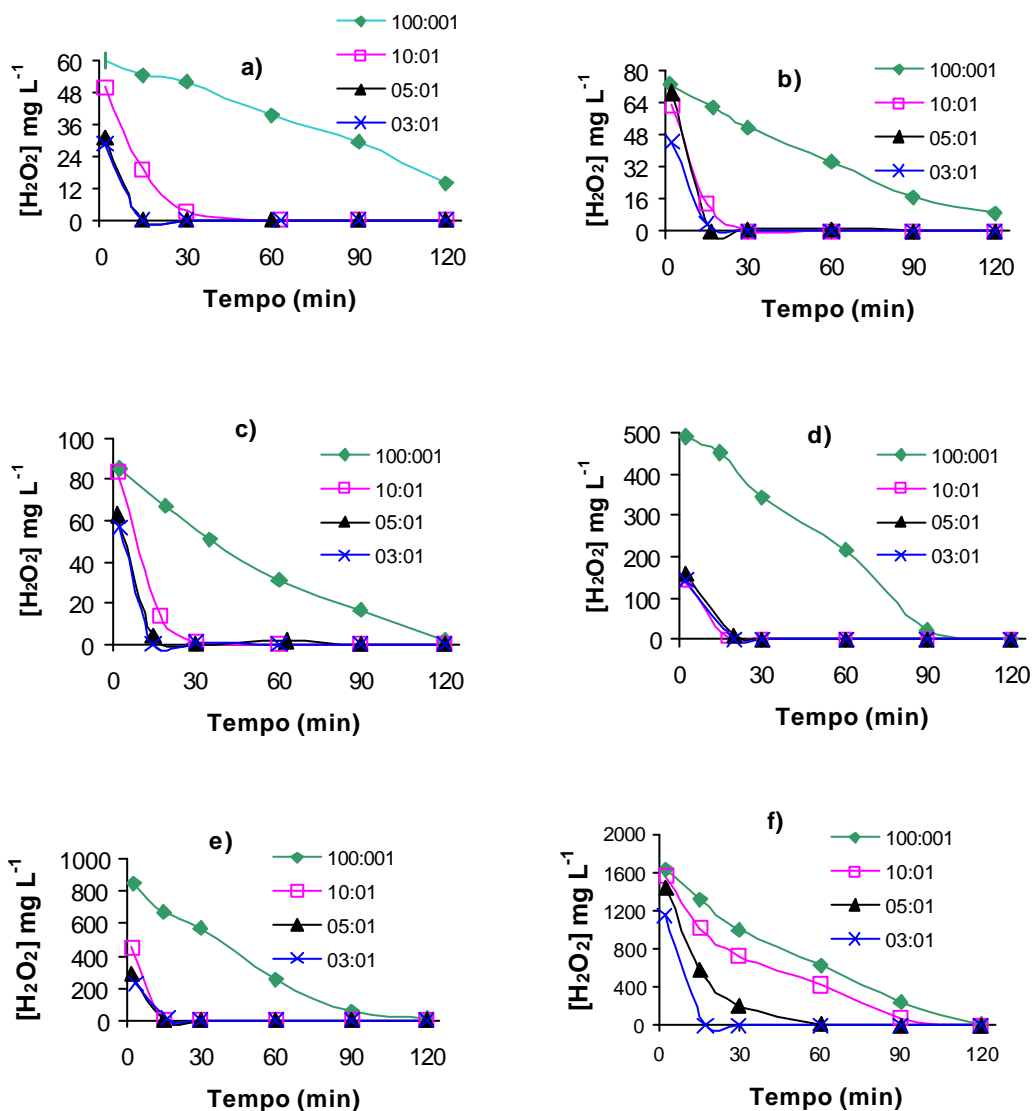 a)
100:001
10:01
05:01
03:01
60
48
36
24
12
0
[H₂O₂] mg L⁻¹
0 30 60 90 120
Tempo (min)
b)
100:001
10:01
05:01
03:01
80
64
48
32
16
0
[H₂O₂] mg L⁻¹
0 30 60 90 120
Tempo (min)
c)
100:001
10:01
05:01
03:01
100
80
60
40
20
0
[H₂O₂] mg L⁻¹
0 30 60 90 120
Tempo (min)
d)
100:001
10:01
05:01
03:01
500
400
300
200
100
0
[H₂O₂] mg L⁻¹
0 30 60 90 120
Tempo (min)
e)
100:001
10:01
05:01
03:01
1000
800
600
400
200
0
[H₂O₂] mg L⁻¹
0 30 60 90 120
Tempo (min)
f)
100:001
10:01
05:01
03:01
2000
1600
1200
800
400
0
[H₂O₂] mg L⁻¹
0 30 60 90 120
Tempo (min)